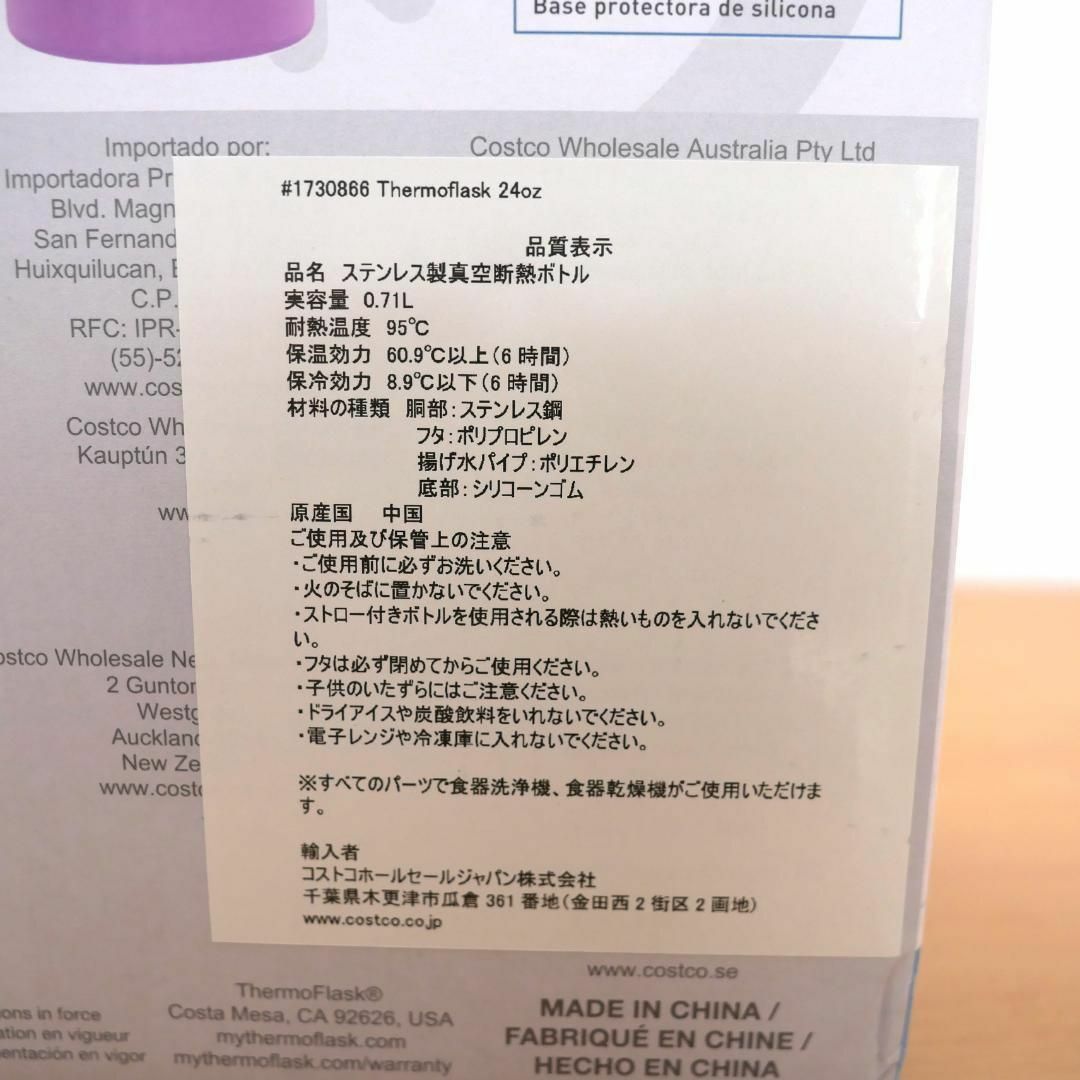 Base protectora de silicona
Importado por:
Importadora Pr
Blvd. Magn
San Fernand
Huixquilucan,
C.P.
RFC: IPR-
(55)-52
www.cos
Costco Wh
Kauptún 3
ww
ostco Wholesale Ne
2 Gunton
Westg
Auckland
New Ze
www.costc
Costco Wholesale Australia Pty Ltd
#1730866 Thermoflask 24oz
品質表示
品名 ステンレス製真空断熱ボトル
実容量 0.71L
耐熱温度 95℃
保温効力 60.9℃以上(6 時間)
保冷効力 8.9℃以下(6 時間)
材料の種類 胴部:ステンレス鋼
フタ:ポリプロピレン
揚げ水パイプ:ポリエチレン
底部:シリコーンゴム
原産国 中国
ご使用及び保管上の注意
・ご使用前に必ずお洗いください。
・火のそばに置かないでください。
・ストロー付きボトルを使用される際は熱いものを入れないでくださ
い。
・フタは必ず閉めてからご使用ください。
・子供のいたずらにはご注意ください。
・ドライアイスや炭酸飲料をいれないでください。
・電子レンジや冷凍庫に入れないでください。
※すべてのパーツで食器洗浄機、食器乾燥機がご使用いただけま
す。
輸入者
コストコホールセールジャパン株式会社
千葉県木更津市瓜倉 361 番地(金田西 2 街区 2 画地)
www.costco.co.jp
www.costco.se
ons in force
ation en vigueur
entación en vigor
ThermoFlask®
Costa Mesa, CA 92626, USA
mythermoflask.com
mythermoflask.com/warranty
MADE IN CHINA /
FABRIQUÉ EN CHINE /
HECHO EN CHINA